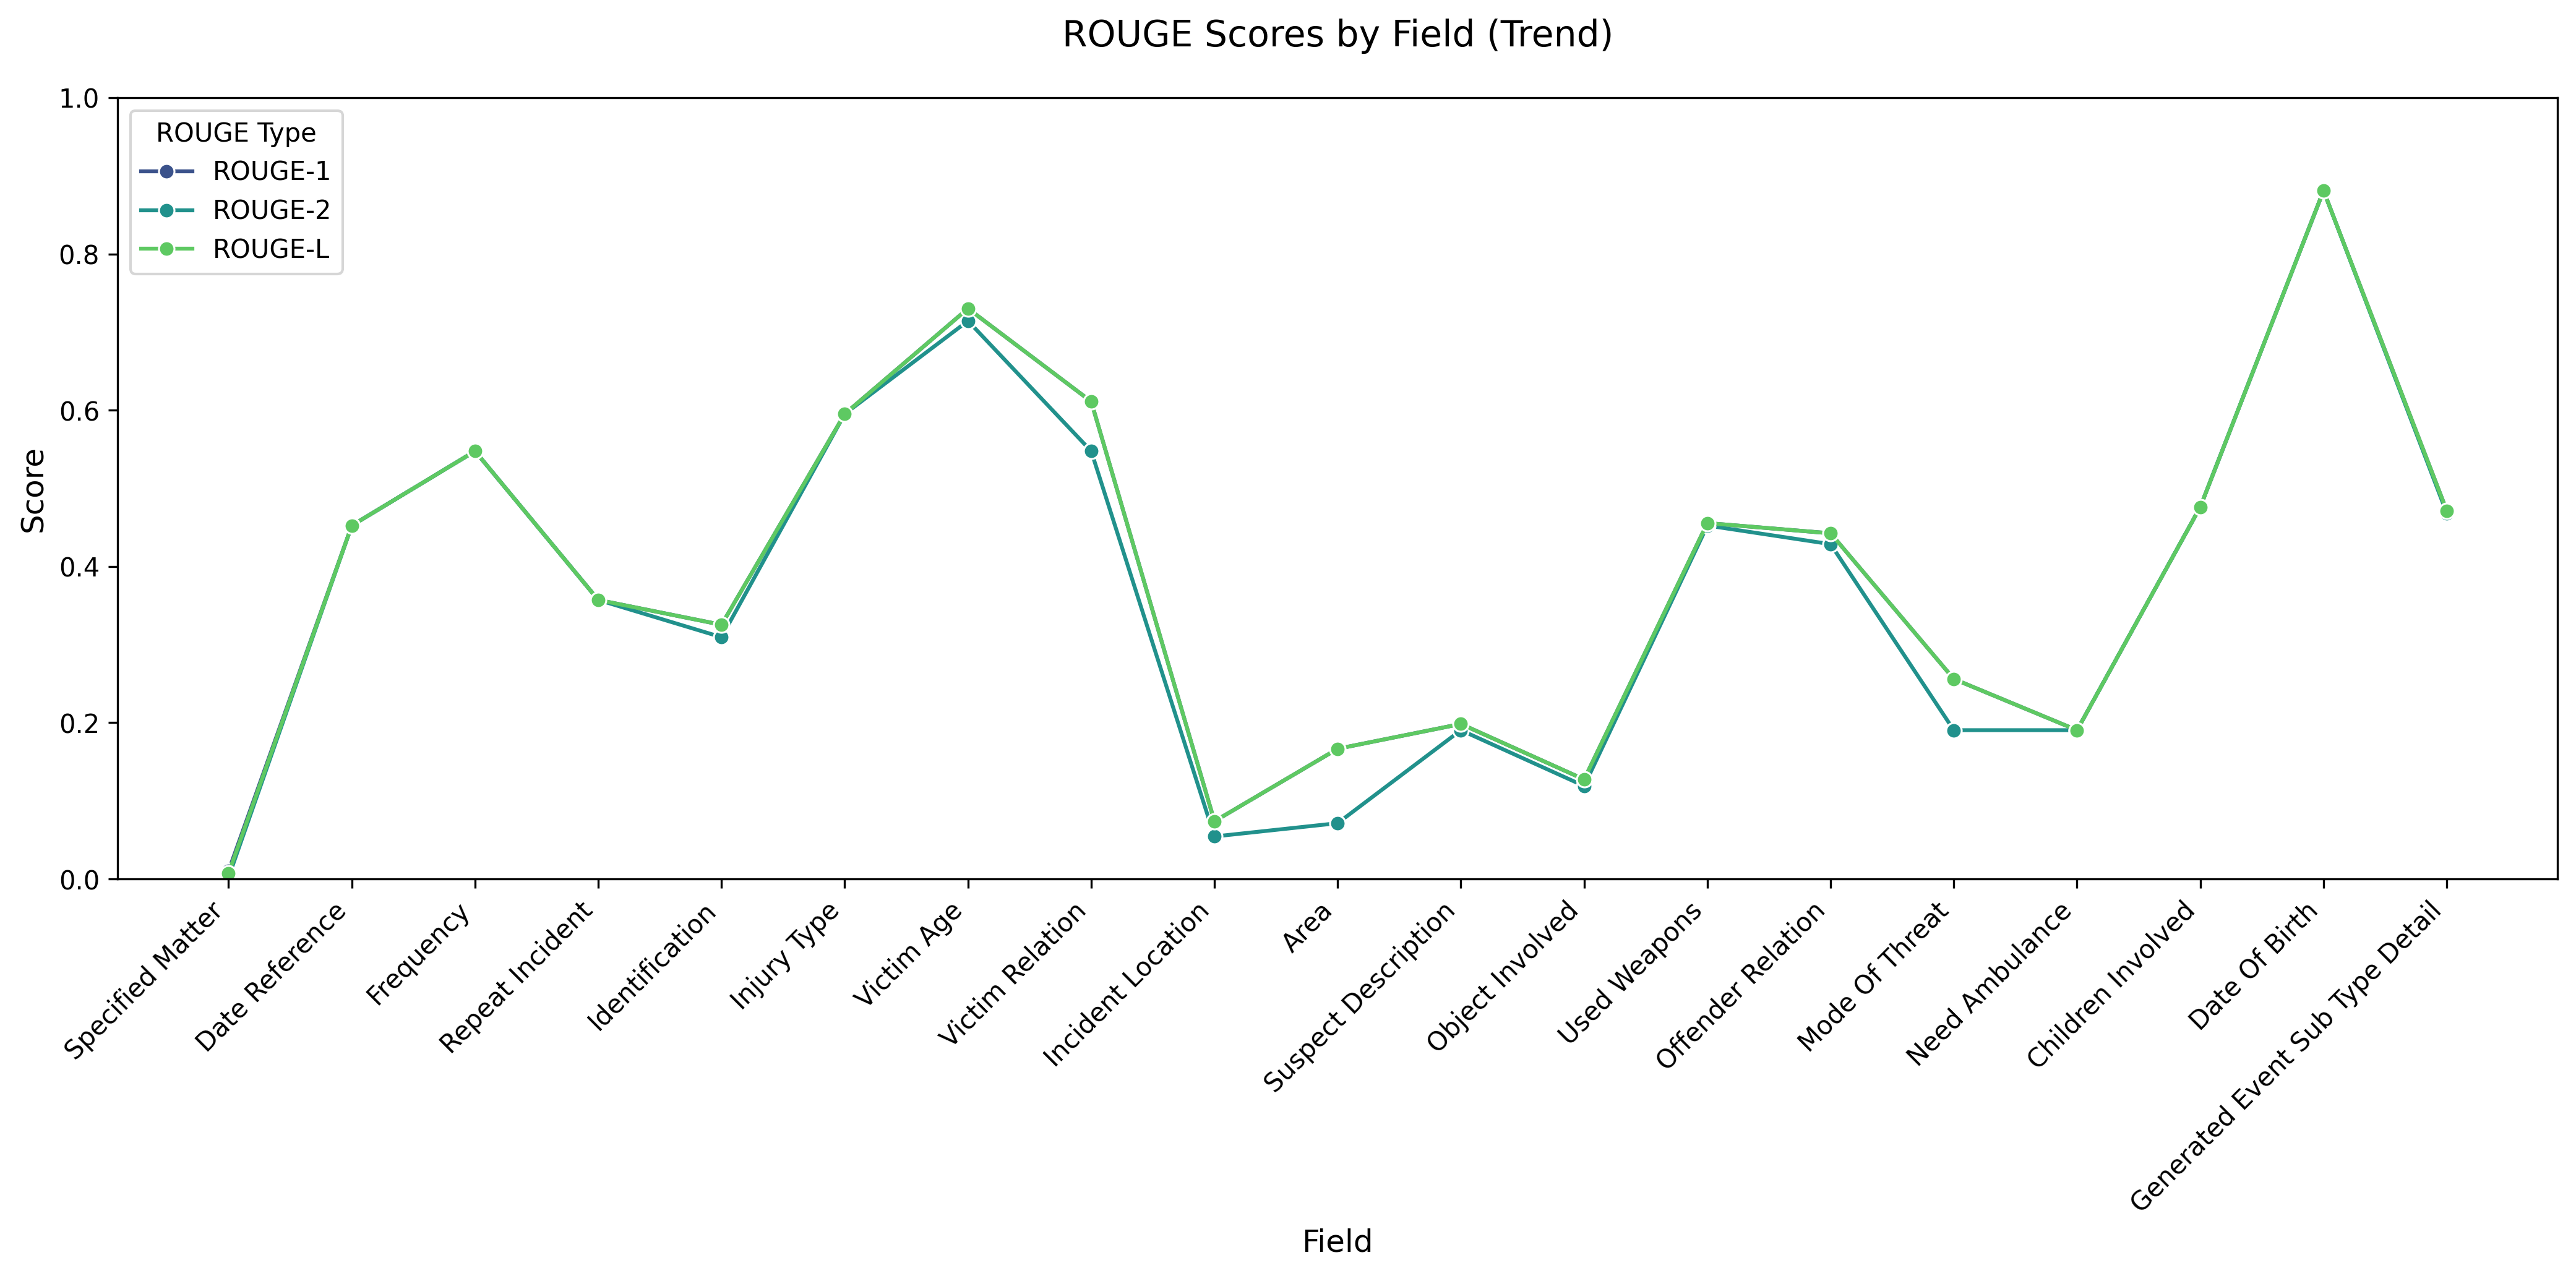 ROUGE Scores by Field (Trend)
ROUGE Type
ROUGE-1
ROUGE-2
ROUGE-L
Score
1.0
0.8
0.6
0.4
0.2
0.0
Specified Matter
Date Reference
Frequency
Repeat Incident
Identification
Injury Type
Victim Age
Victim Relation
Incident Location
Area
Suspect Description
Object Involved
Used Weapons
Offender Relation
Mode Of Threat
Need Ambulance
Children Involved
Date Of Birth
Generated Event Sub Type Detail
Field